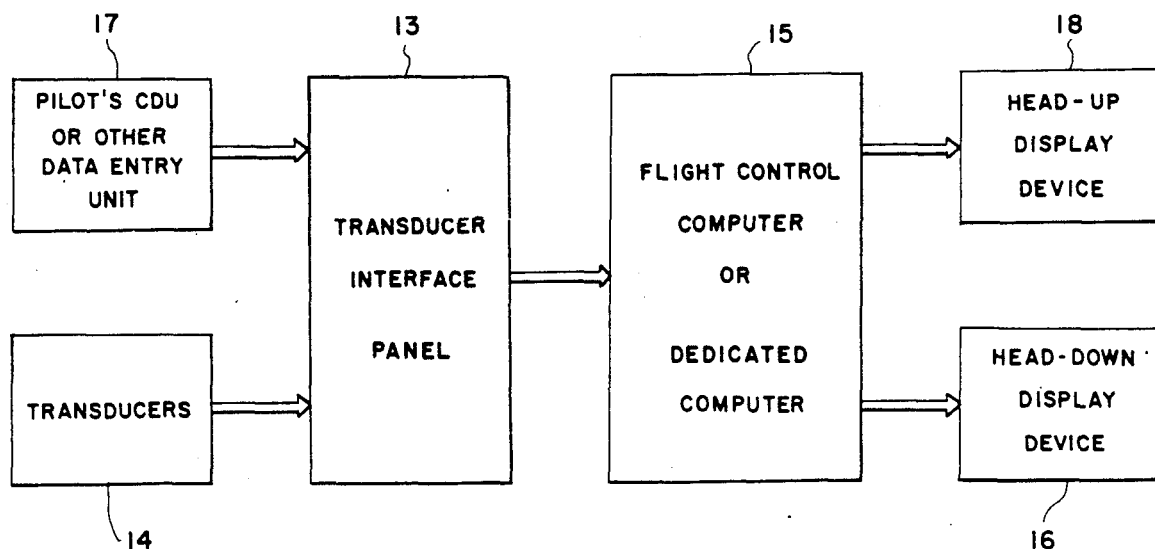 17
PILOT'S CDU
OR OTHER
DATA ENTRY
UNIT
14
TRANSDUCERS
13
TRANSDUCER
INTERFACE
PANEL
15
FLIGHT CONTROL
COMPUTER
OR
DEDICATED
COMPUTER
18
HEAD-UP
DISPLAY
DEVICE
HEAD-DOWN
DISPLAY
DEVICE
16